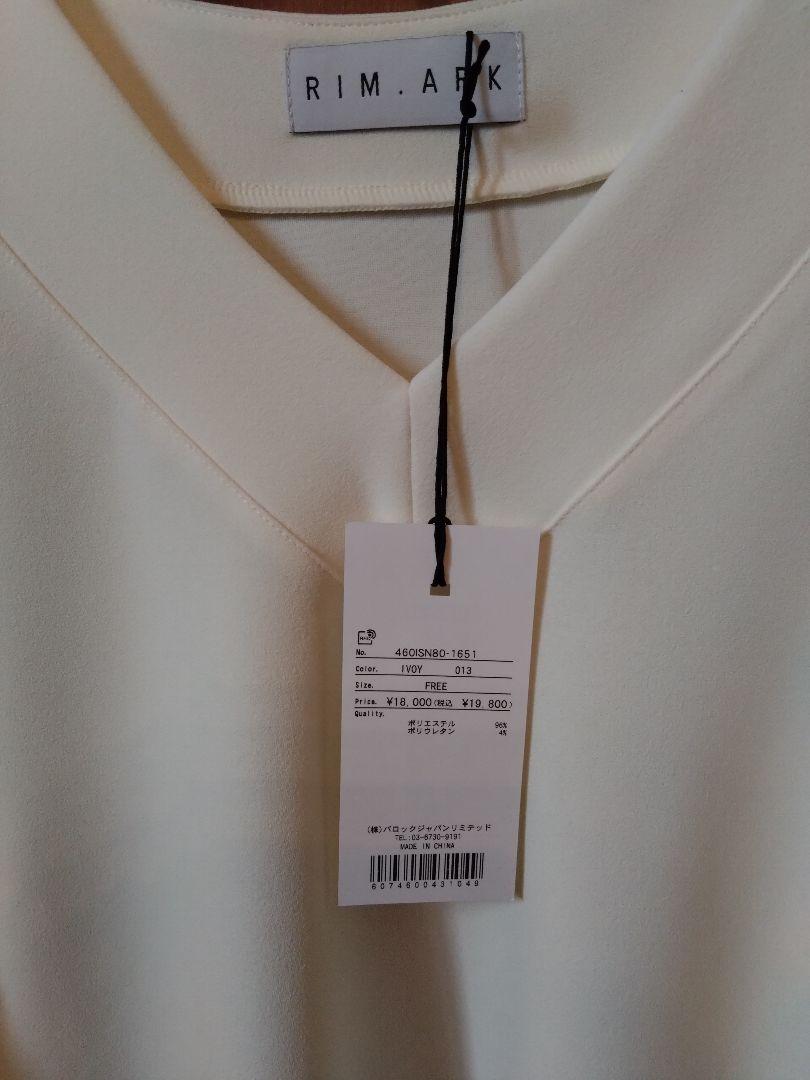 RIM.ARK
No. 460ISN80-1651
Color. IVOY 013
Size. FREE
Price. ¥18,000(税込 ¥19,800)
Quality.
ポリエステル 96%
ポリウレタン 4%
(株)バロックジャパンリミテッド
TEL:03-6730-9191
MADE IN CHINA
6074600431049